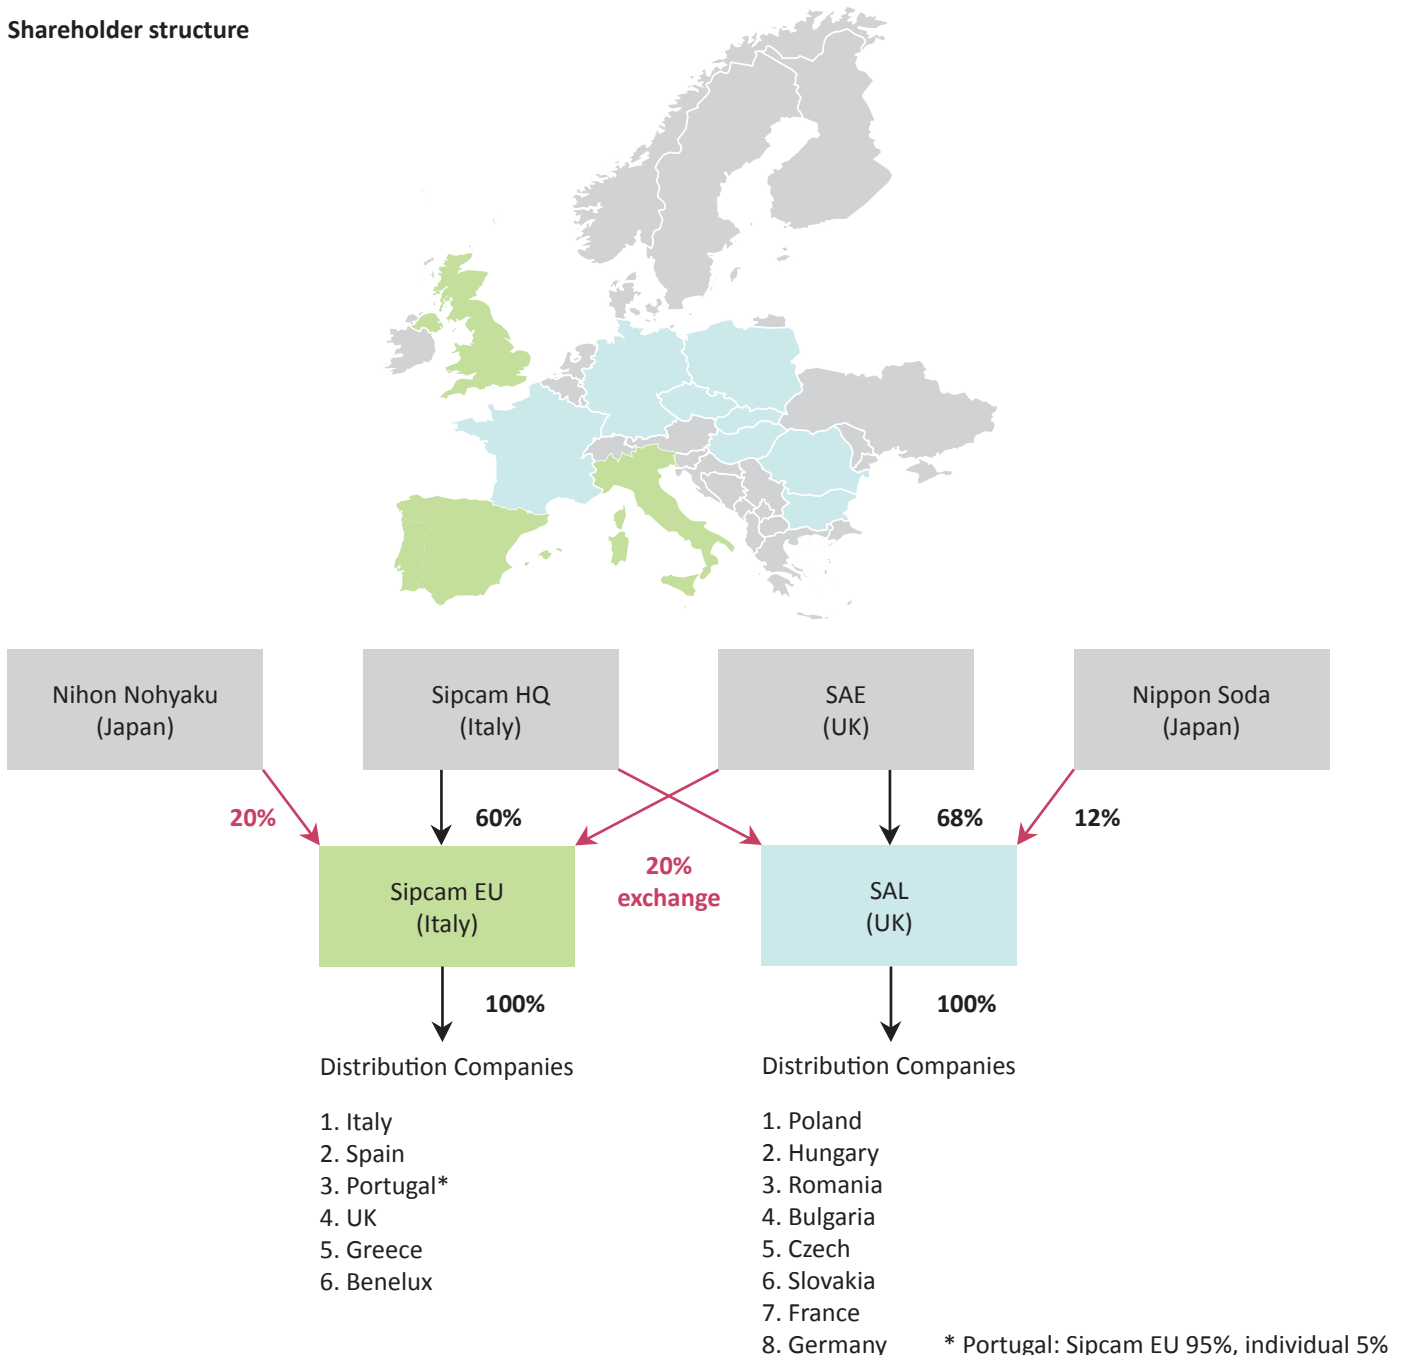 Shareholder structure
Nihon Nohyaku
(Japan)
Sipcam HQ
(Italy)
SAE
(UK)
Nippon Soda
(Japan)
20%
60%
68%
12%
20%
exchange
Sipcam EU
(Italy)
SAL
(UK)
100%
100%
Distribution Companies
1. Italy
2. Spain
3. Portugal*
4. UK
5. Greece
6. Benelux
Distribution Companies
1. Poland
2. Hungary
3. Romania
4. Bulgaria
5. Czech
6. Slovakia
7. France
8. Germany
* Portugal: Sipcam EU 95%, individual 5%